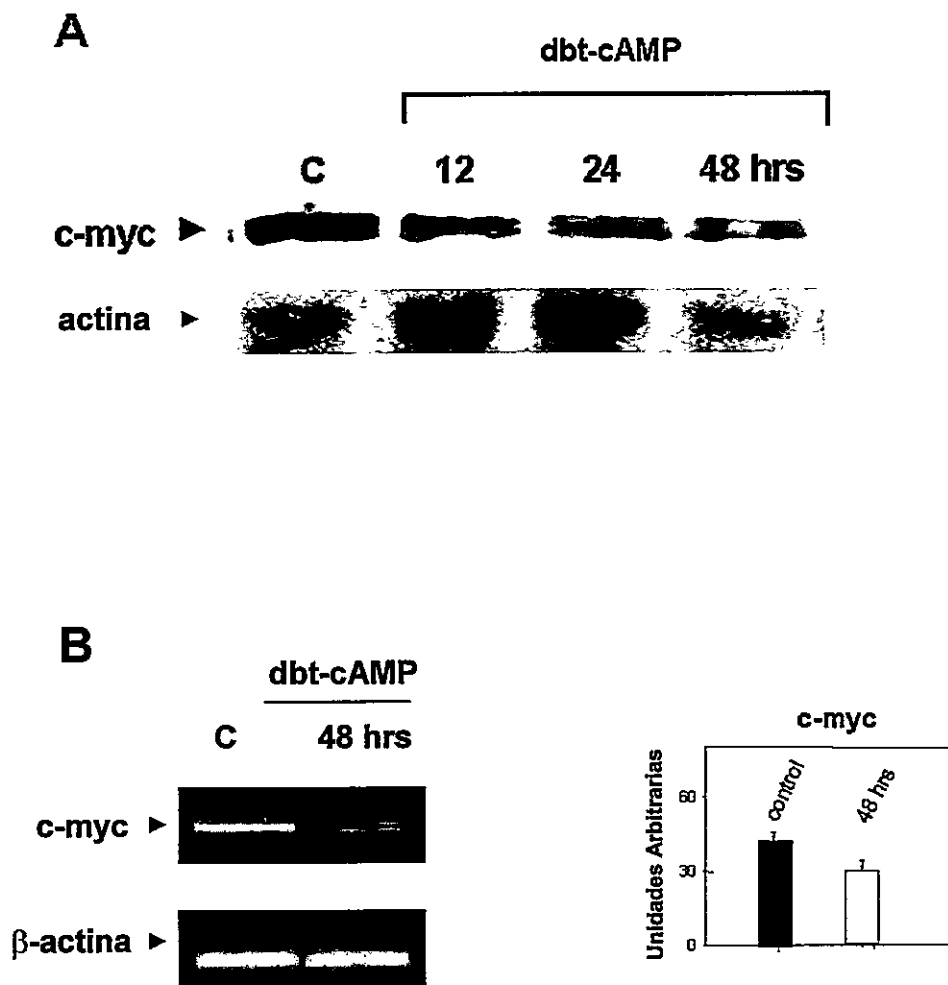 A
dbt-cAMP
C 12 24 48 hrs
c-myc
actina
B
dbt-cAMP
C 48 hrs
c-myc
β-actina
c-myc
Unidades Arbitrarias
60
30
0
control
48 hrs